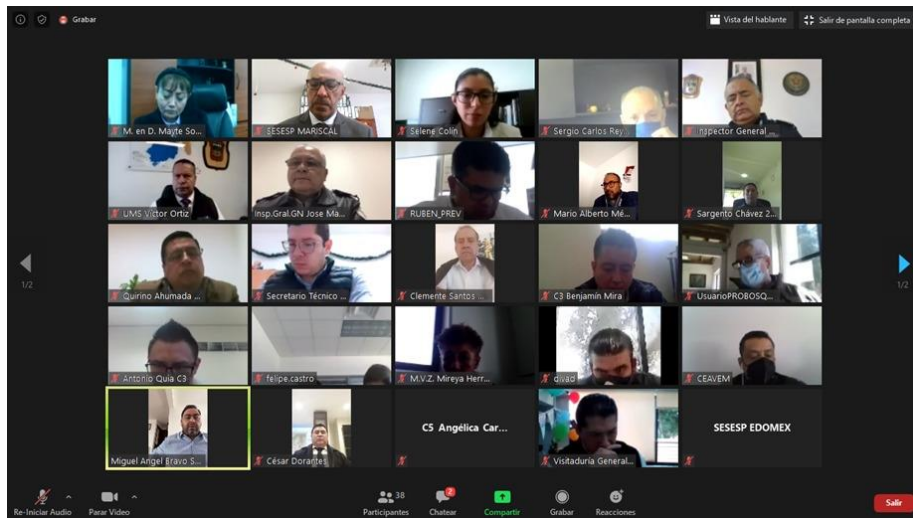 Grabar
Vista del hablante
Salir de pantalla completa
M. en D. Mayte So...
SESESP MARISCAL
Selene Colin
Sergio Carlos Rey
Inspector General ...
UMS Victor Ortiz
Insp.Gral.GN Jose Ma...
RUBEN_PREV
Mario Alberto Mé...
Sargento Chávez 2...
1/2
1/2
Quirino Ahumada ...
Secretario Técnico ...
Clemente Santos ...
C3 Benjamín Mira
UsuarioPROBOSQ...
Antonio Quia C3
felipe.castro
M.V.Z. Mireya Herr...
divad
CEAVEM
Miguel Angel Bravo S...
César Dorantes
C5 Angélica Car...
Visitaduría General...
SESESP EDOMEX
Re-Iniciar Audio
Parar Video
38
Participantes
2
Chatear
Compartir
Grabar
Reacciones
Salir